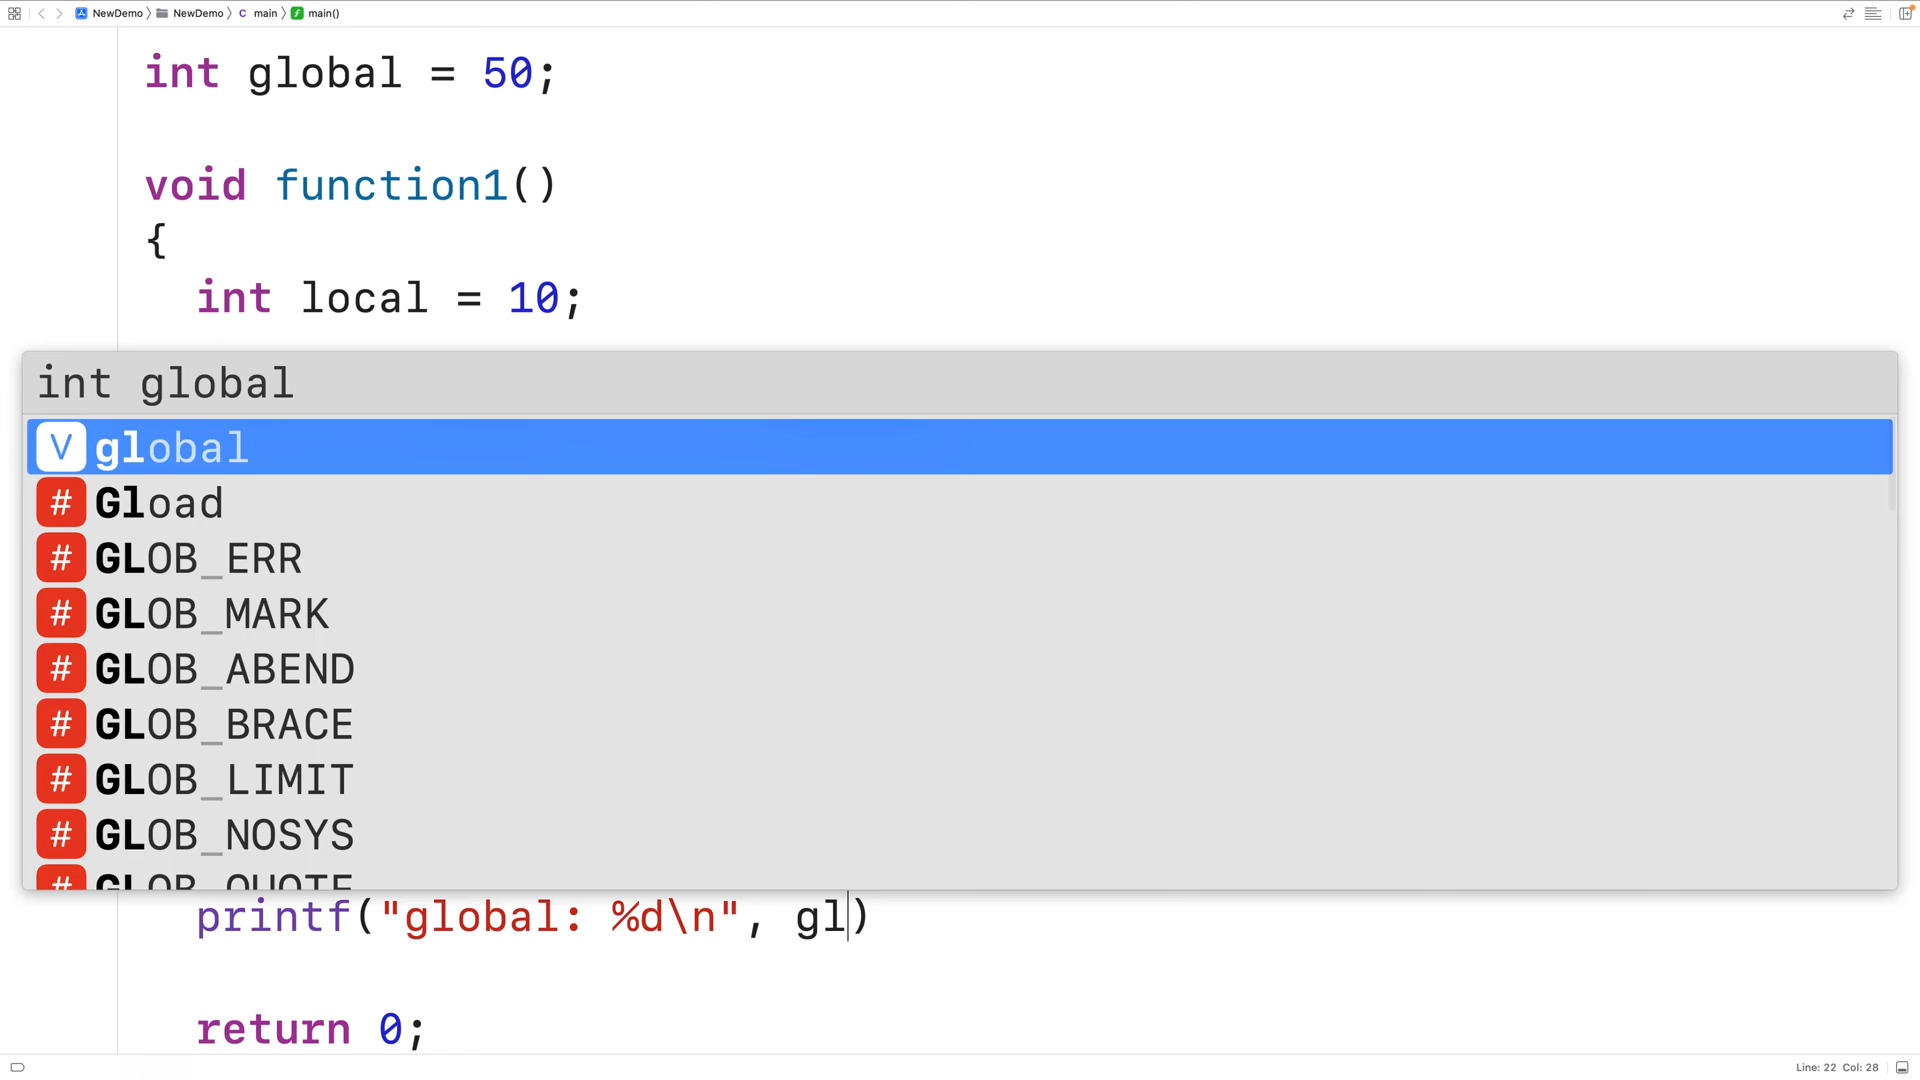 NewDemo NewDemo C main f main()
int global = 50;
void function1()
{
int local = 10;
int global
V global
# Gload
# GLOB_ERR
# GLOB_MARK
# GLOB_ABEND
# GLOB_BRACE
# GLOB_LIMIT
# GLOB_NOSYS
# GLOB_QUOTE
printf("global: %d\n", gl)
return 0;
Line: 22 Col: 28